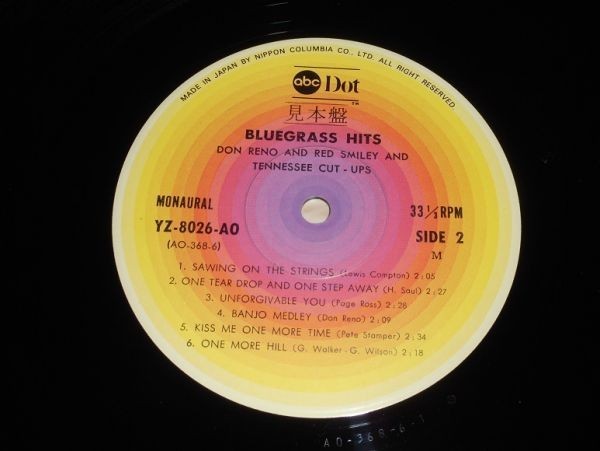 MADE IN JAPAN BY NIPPON COLUMBIA CO., LTD. ALL RIGHT RESERVED
abc Dot TM
見本盤
BLUEGRASS HITS
DON RENO AND RED SMILEY AND
TENNESSEE CUT-UPS
MONAURAL
YZ-8026-AO
(AO-368-6)
33 1/3 RPM
SIDE 2
M
1. SAWING ON THE STRINGS (Lewis Compton) 2:05
2. ONE TEAR DROP AND ONE STEP AWAY (H. Saul) 2:27
3. UNFORGIVABLE YOU (Page Ross) 2:26
4. BANJO MEDLEY (Don Reno) 2:09
5. KISS ME ONE MORE TIME (Pete Stamper) 2:34
6. ONE MORE HILL (G. Walker-G. Wilson) 2:18
AO-368-6-1